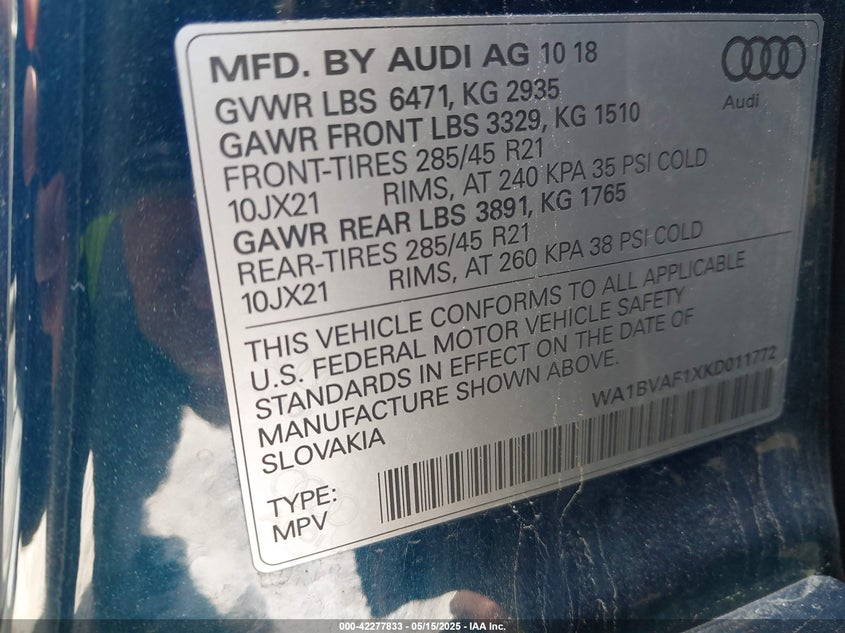 MFD. BY AUDI AG 10 18
Audi
GVWR LBS 6471, KG 2935
GAWR FRONT LBS 3329, KG 1510
FRONT-TIRES 285/45 R21
10JX21 RIMS, AT 240 KPA 35 PSI COLD
GAWR REAR LBS 3891, KG 1765
REAR-TIRES 285/45 R21
10JX21 RIMS, AT 260 KPA 38 PSI COLD
THIS VEHICLE CONFORMS TO ALL APPLICABLE
U.S. FEDERAL MOTOR VEHICLE SAFETY
STANDARDS IN EFFECT ON THE DATE OF
MANUFACTURE SHOWN ABOVE.
SLOVAKIA
WA1BVAF1XKD011772
TYPE:
MPV
000-42277833 - 05/15/2025 - IAA Inc.